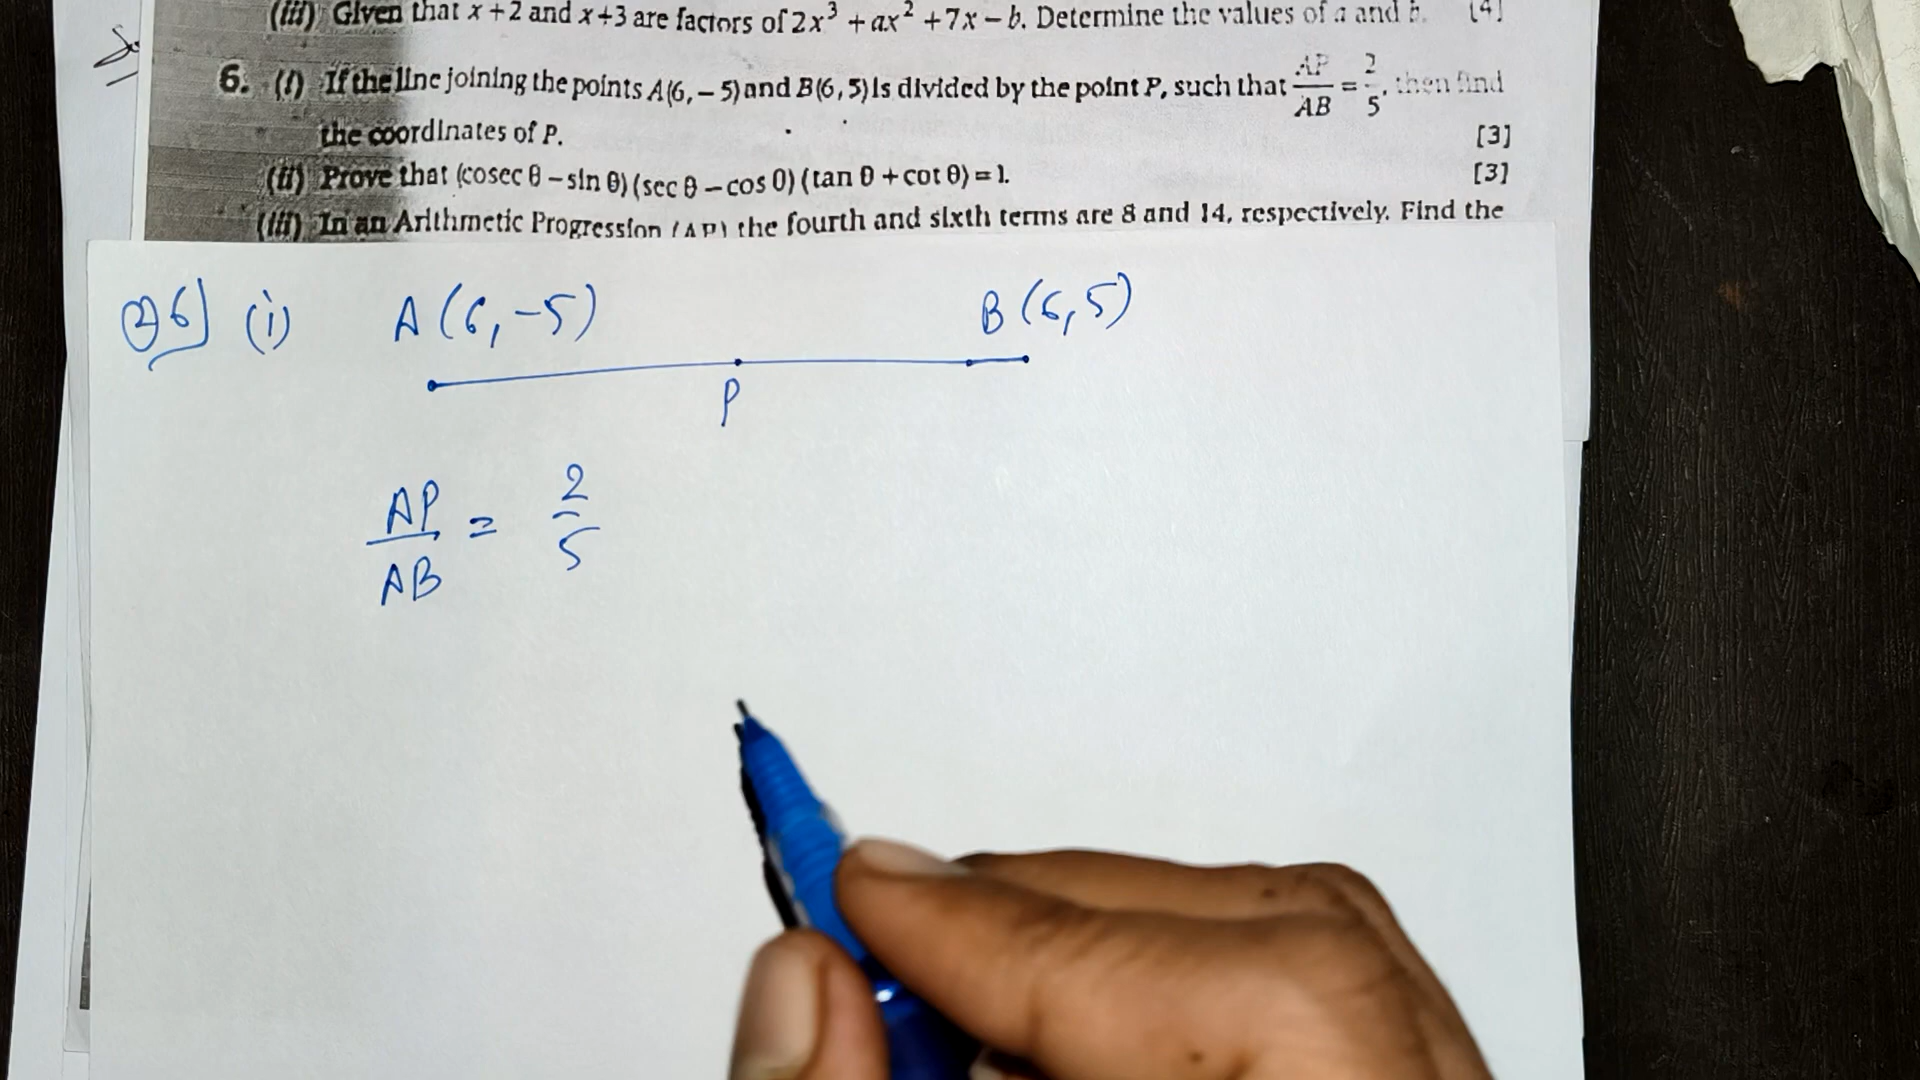 (iii) Given that x+2 and x+3 are factors of 2x³ + ax² + 7x – b. Determine the values of a and b. [4]
6. (i) If the line joining the points A(6, – 5) and B(6, 5) is divided by the point P, such that AP/AB = 2/5, then find
the coordinates of P. [3]
(ii) Prove that (cosec θ – sin θ) (sec θ – cos θ) (tan θ + cot θ) = 1. [3]
(iii) In an Arithmetic Progression (AP) the fourth and sixth terms are 8 and 14, respectively. Find the
Q6] (i) A (6, -5) B (6, 5)
P
AP/AB = 2/5